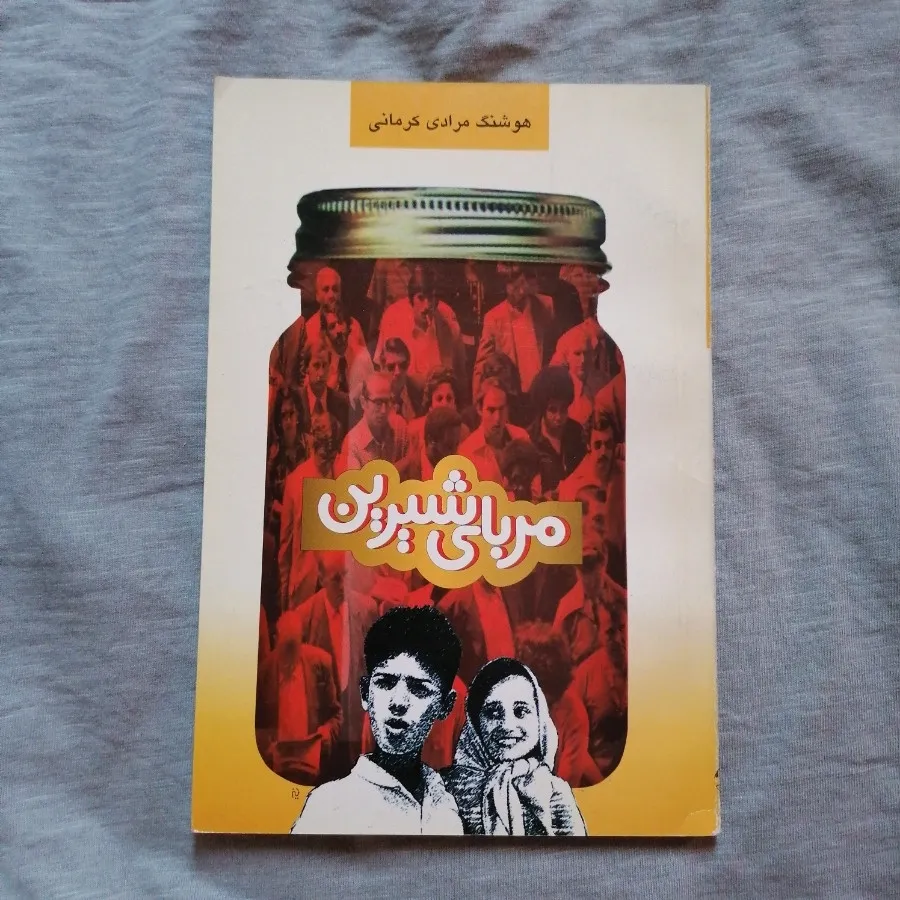 هوشنگ مرادی کرمانی
مربای شیرین